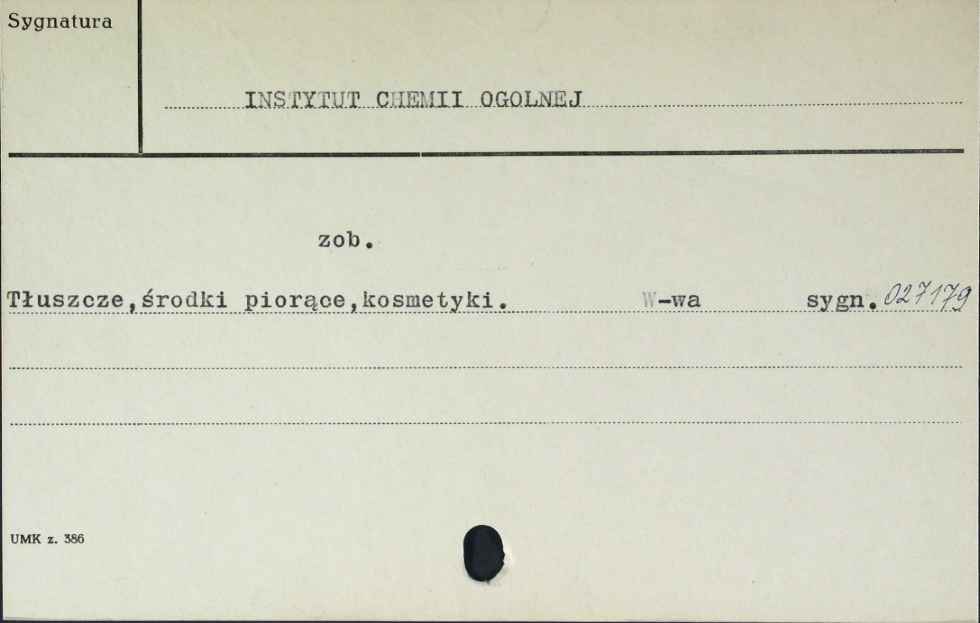 Sygnatura
INSTYTUT CHEMII OGOLNEJ
zob.
Tłuszcze,środki piorące,kosmetyki. W-wa sygn. 027179
UMK z. 386